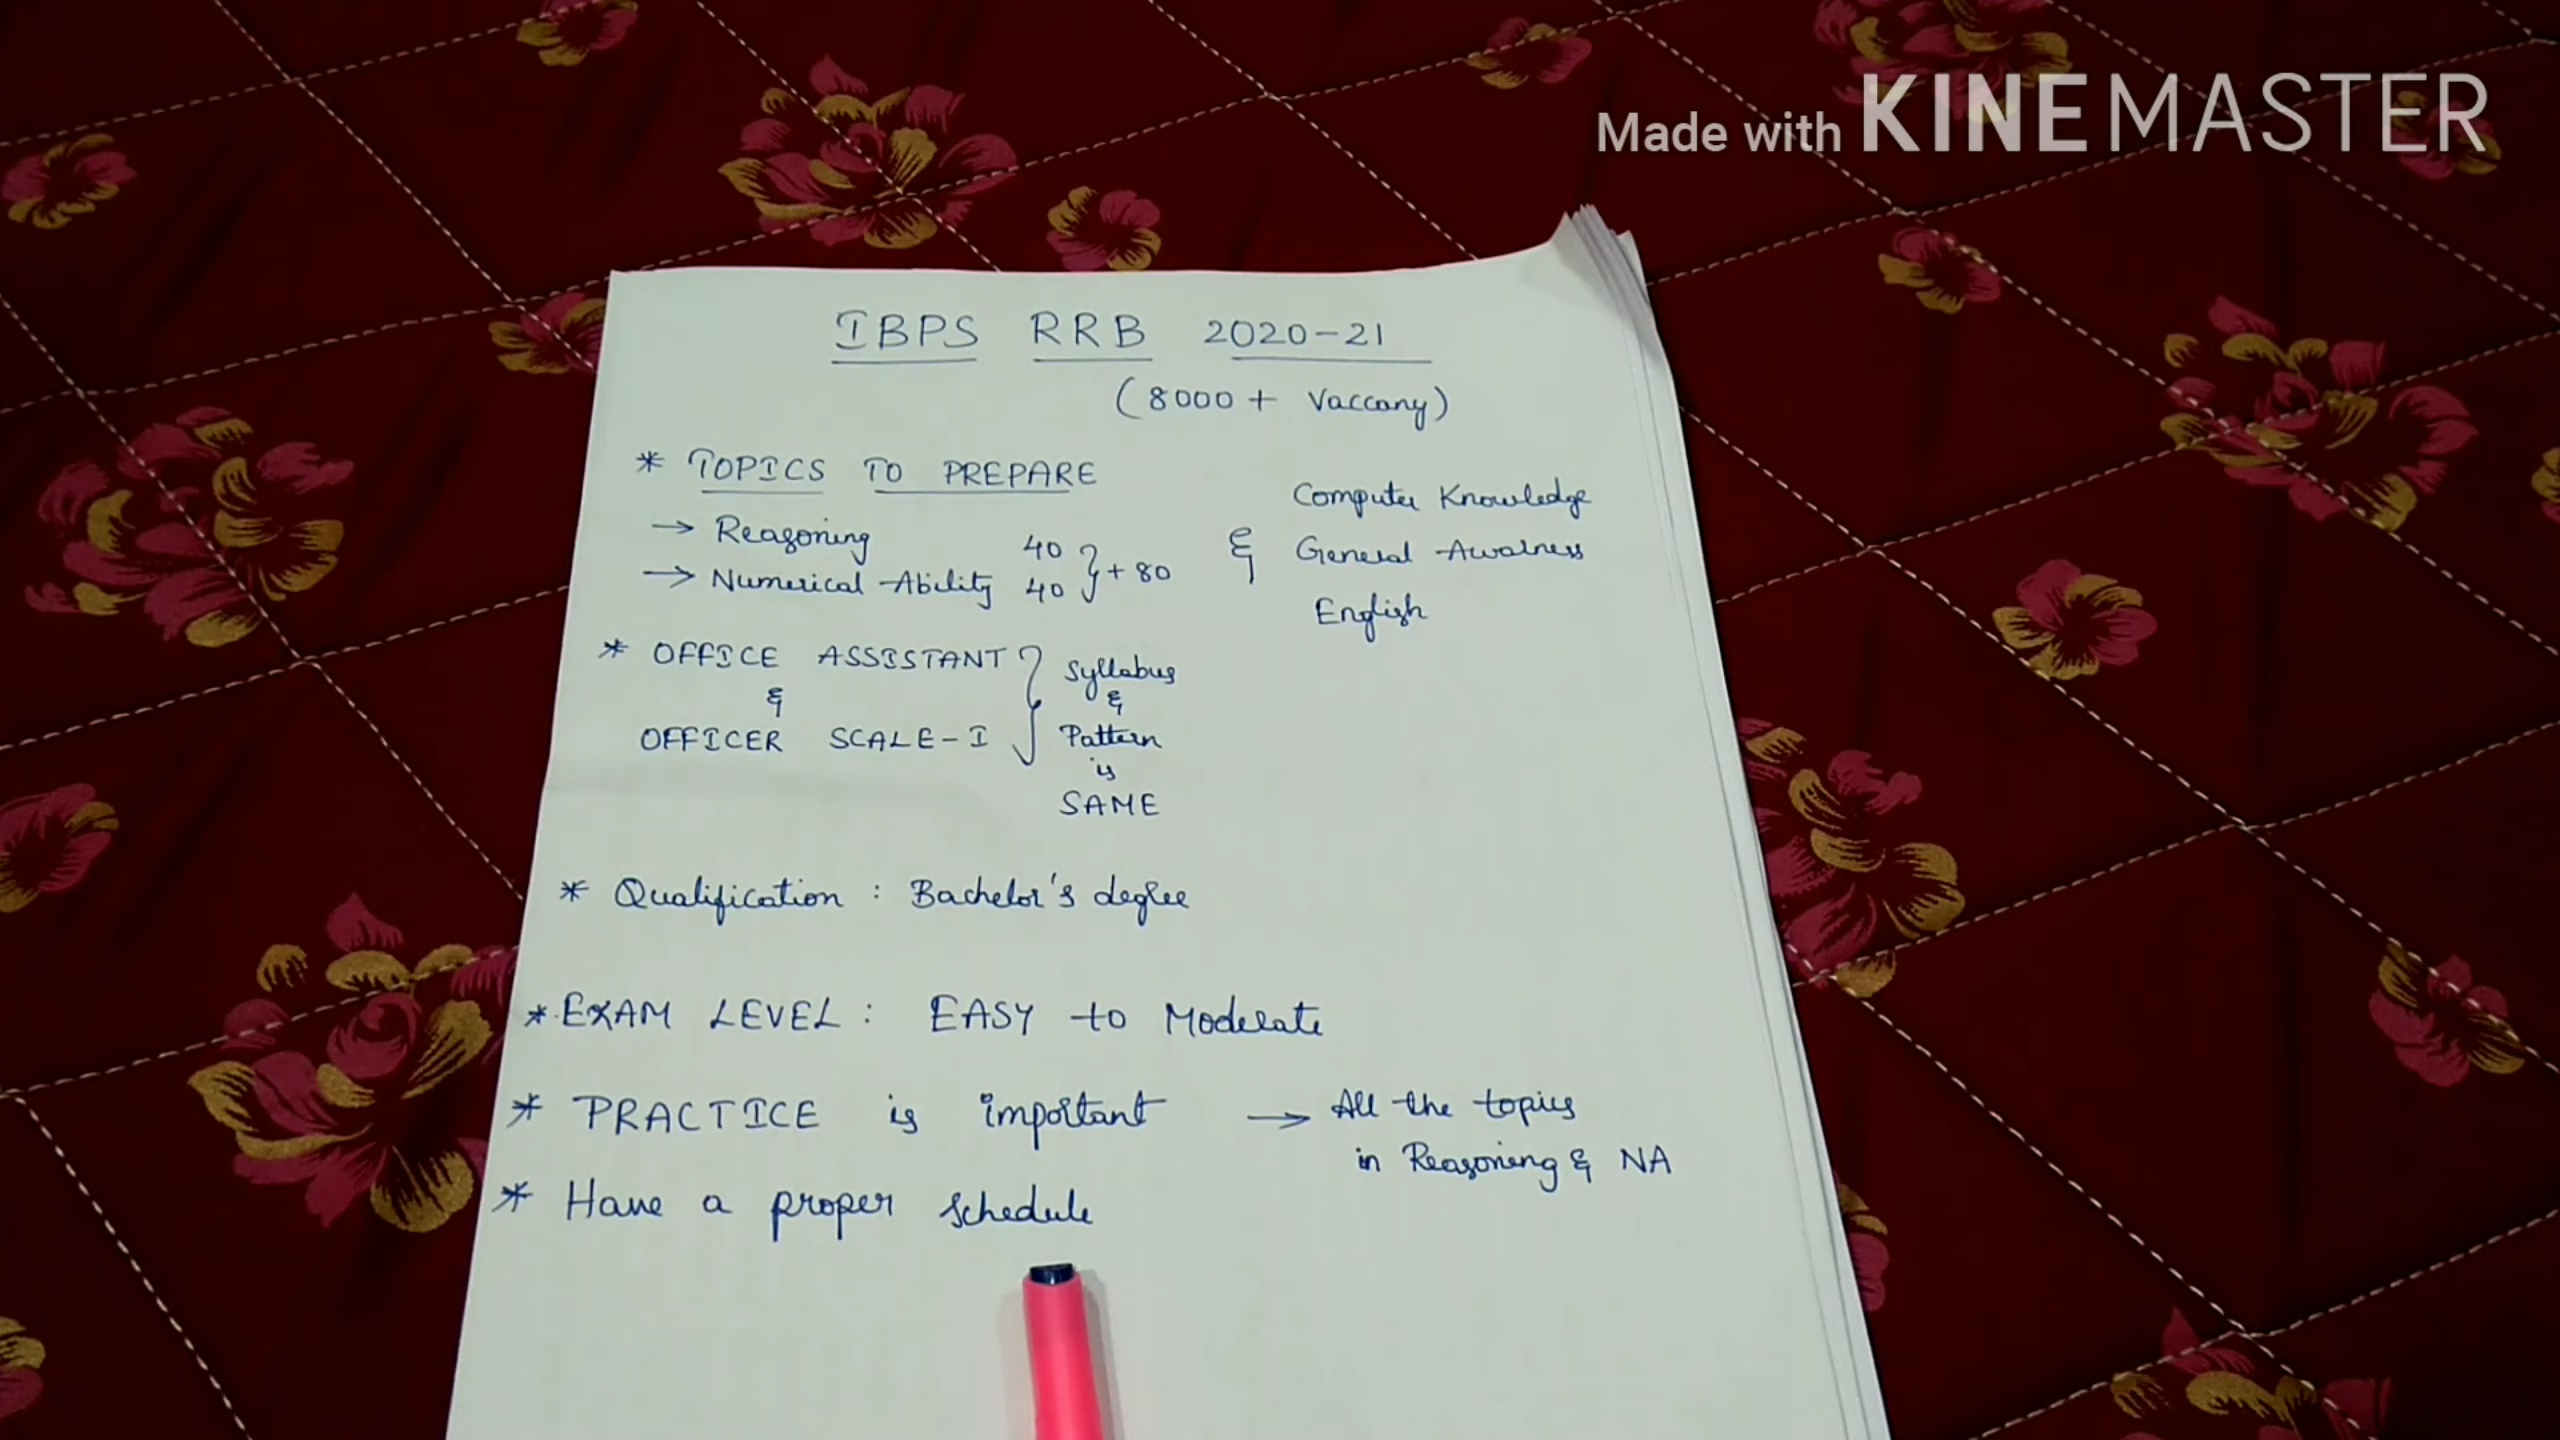 Made with KINEMASTER
IBPS RRB 2020-21
(8000 + Vaccany)
* TOPICS TO PREPARE
→ Reasoning 40
→ Numerical Ability 40 } + 80
& Computer Knowledge
General Awarness
English
* OFFICE ASSISTANT
&
OFFICER SCALE-I
} Syllabus
&
Pattern
is
SAME
* Qualification : Bachelor's degree
* EXAM LEVEL : EASY to Moderate
* PRACTICE is important → All the topics
in Reasoning & NA
* Have a proper schedule